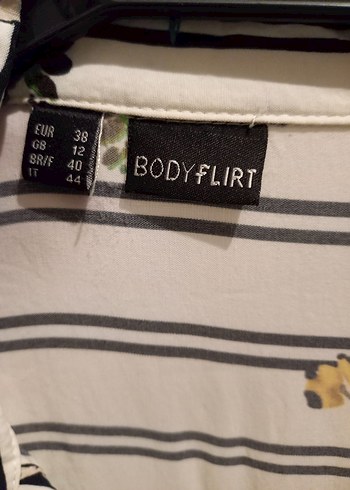 EUR 38
GB 12
BR/F 40
IT 44
BODYFLIRT